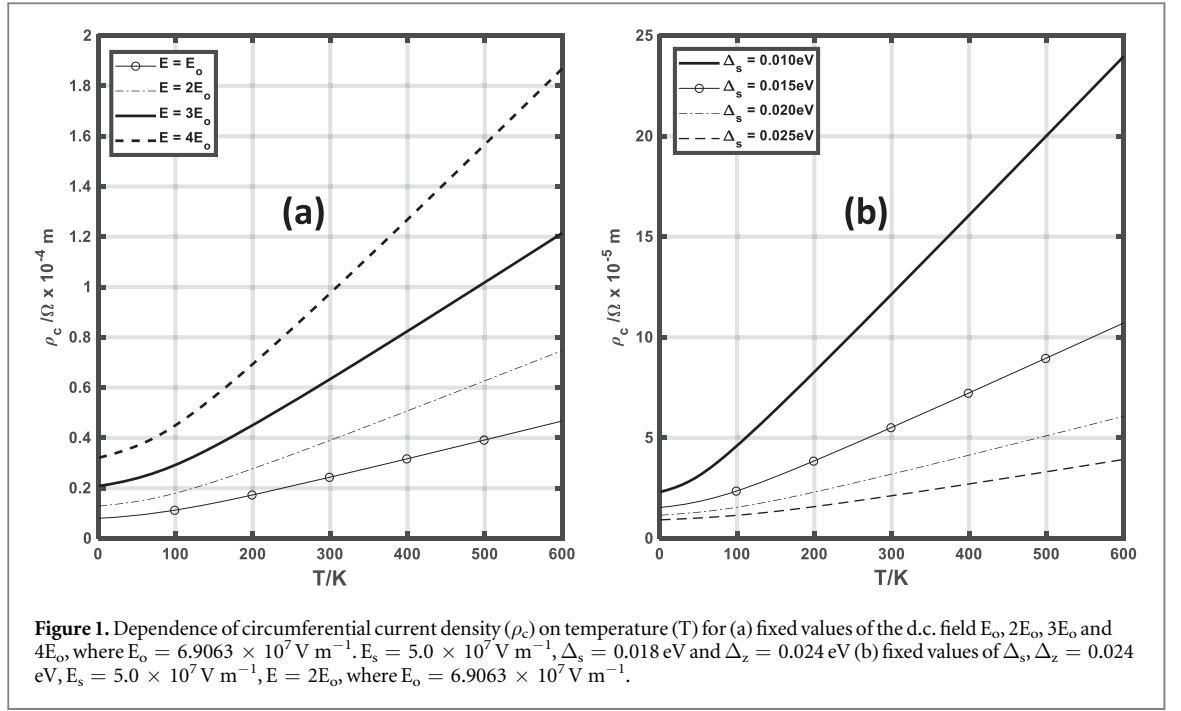 2
1.8
1.6
1.4
1.2
1
0.8
0.6
0.4
0.2
0
0 100 200 300 400 500 600
T/K
ρc /Ω x 10-4 m
E = Eo
E = 2Eo
E = 3Eo
E = 4Eo
(a)
25
20
15
10
5
0
0 100 200 300 400 500 600
T/K
ρc /Ω x 10-5 m
Δs = 0.010eV
Δs = 0.015eV
Δs = 0.020eV
Δs = 0.025eV
(b)
Figure 1. Dependence of circumferential current density (ρc) on temperature (T) for (a) fixed values of the d.c. field Eo, 2Eo, 3Eo and
4Eo, where Eo = 6.9063 × 10⁷ V m⁻¹. Es = 5.0 × 10⁷ V m⁻¹, Δs = 0.018 eV and Δz = 0.024 eV (b) fixed values of Δs, Δz = 0.024
eV, Es = 5.0 × 10⁷ V m⁻¹, E = 2Eo, where Eo = 6.9063 × 10⁷ V m⁻¹.